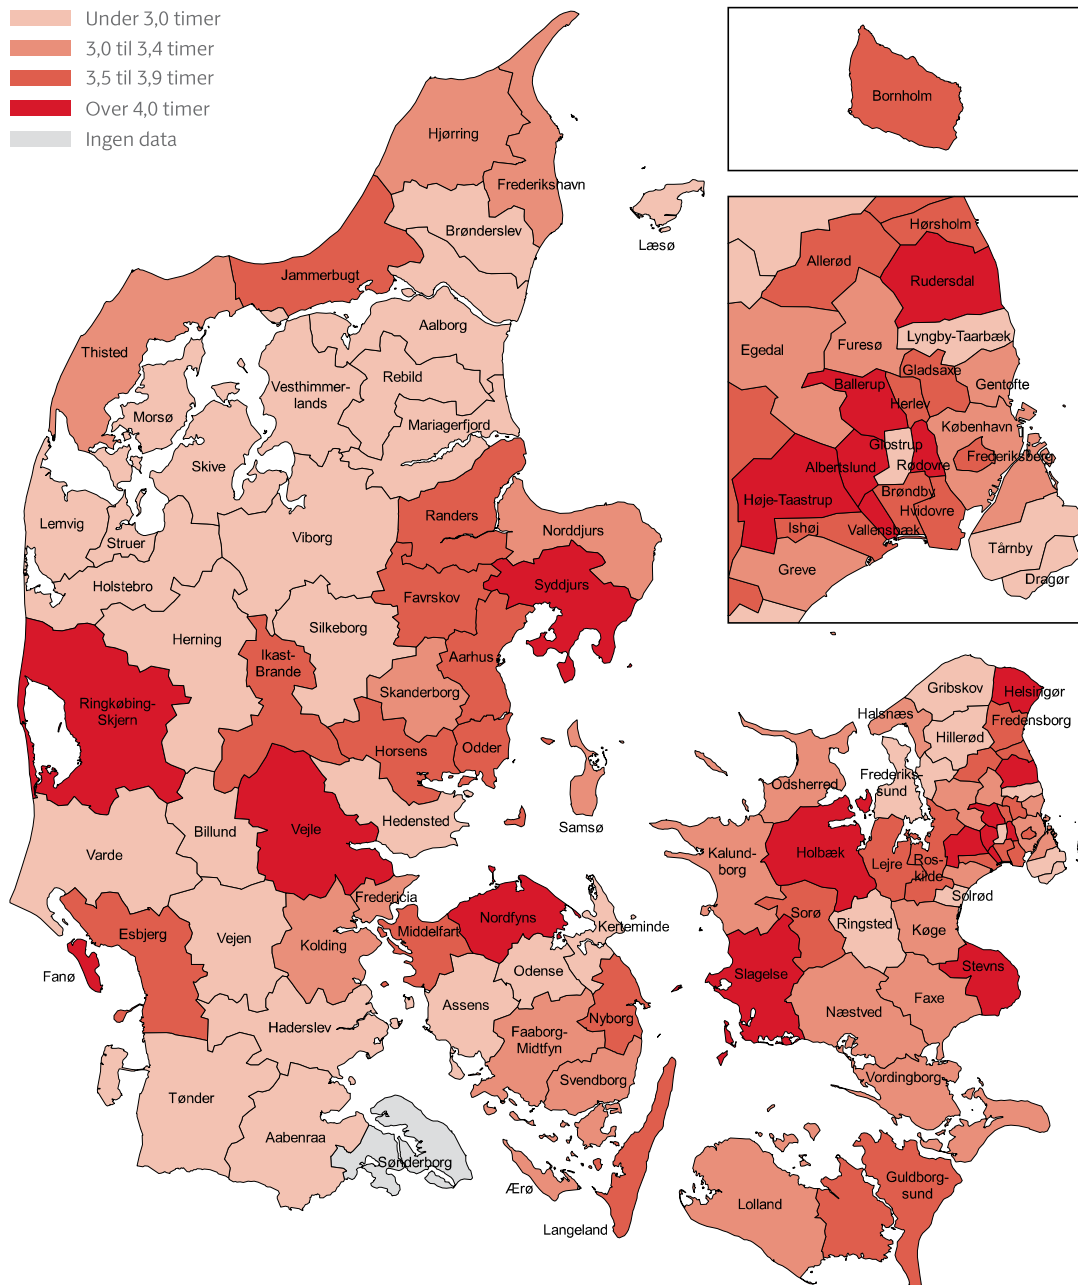 Under 3,0 timer
3,0 til 3,4 timer
3,5 til 3,9 timer
Over 4,0 timer
Ingen data
Bornholm
Hjørring
Frederikshavn
Brønderslev
Læsø
Jammerbugt
Aalborg
Thisted
Rebild
Vesthimmer-
lands
Morsø
Mariagerfjord
Skive
Lemvig
Randers
Norddjurs
Struer
Viborg
Holstebro
Syddjurs
Favrskov
Silkeborg
Herning
Ikast-
Brande
Aarhus
Skanderborg
Ringkøbing-
Skjern
Horsens
Odder
Samsø
Hedensted
Billund
Vejle
Varde
Fredericia
Esbjerg
Vejen
Kolding
Middelfart
Nordfyns
Kerteminde
Fanø
Odense
Assens
Haderslev
Nyborg
Faaborg-
Midtfyn
Svendborg
Tønder
Aabenraa
Sønderborg
Ærø
Langeland
Hørsholm
Allerød
Rudersdal
Lyngby-Taarbæk
Egedal
Furesø
Gladsaxe
Ballerup
Gentofte
Herlev
København
Glostrup
Frederiksberg
Albertslund
Rødovre
Høje-Taastrup
Brøndby
Hvidovre
Ishøj
Vallensbæk
Tårnby
Greve
Dragør
Gribskov
Helsingør
Halsnæs
Fredensborg
Hillerød
Odsherred
Frederiks-
sund
Kalund-
borg
Holbæk
Lejre
Ros-
kilde
Solrød
Sorø
Ringsted
Køge
Slagelse
Stevns
Faxe
Næstved
Vordingborg
Guldborg-
sund
Lolland